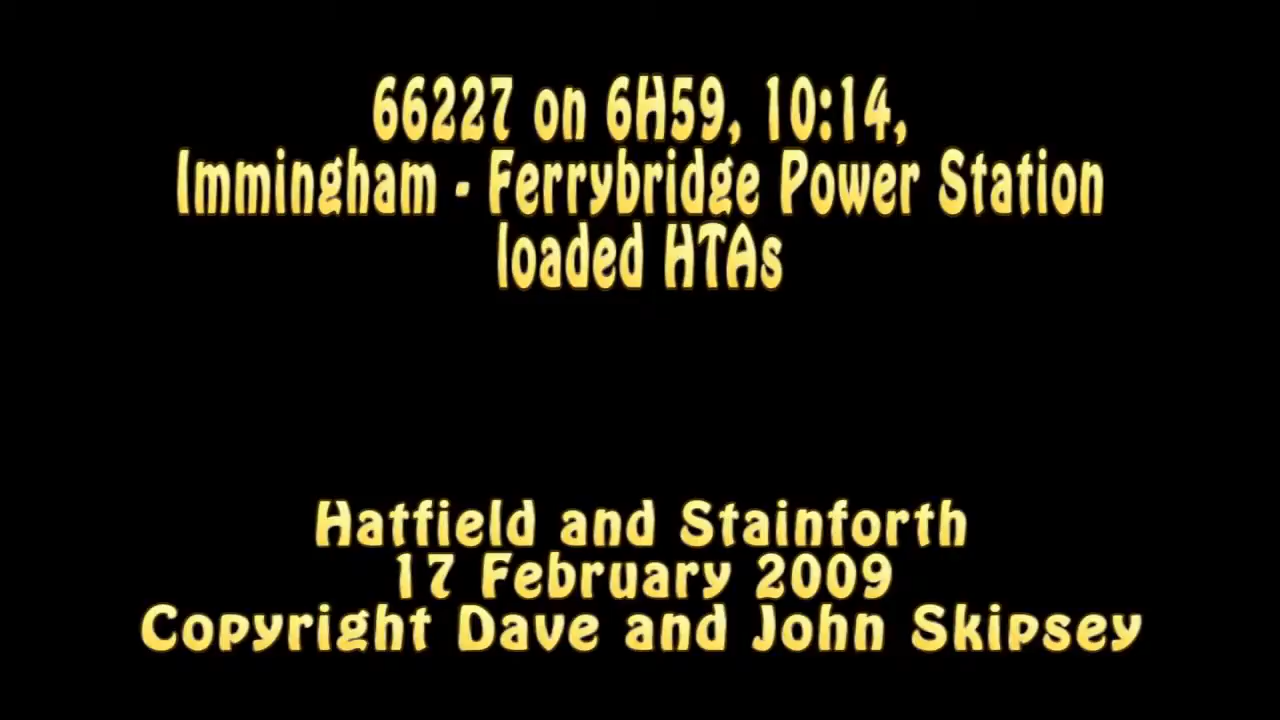 66227 on 6H59, 10:14,
Immingham - Ferrybridge Power Station
loaded HTAs
Hatfield and Stainforth
17 February 2009
Copyright Dave and John Skipsey